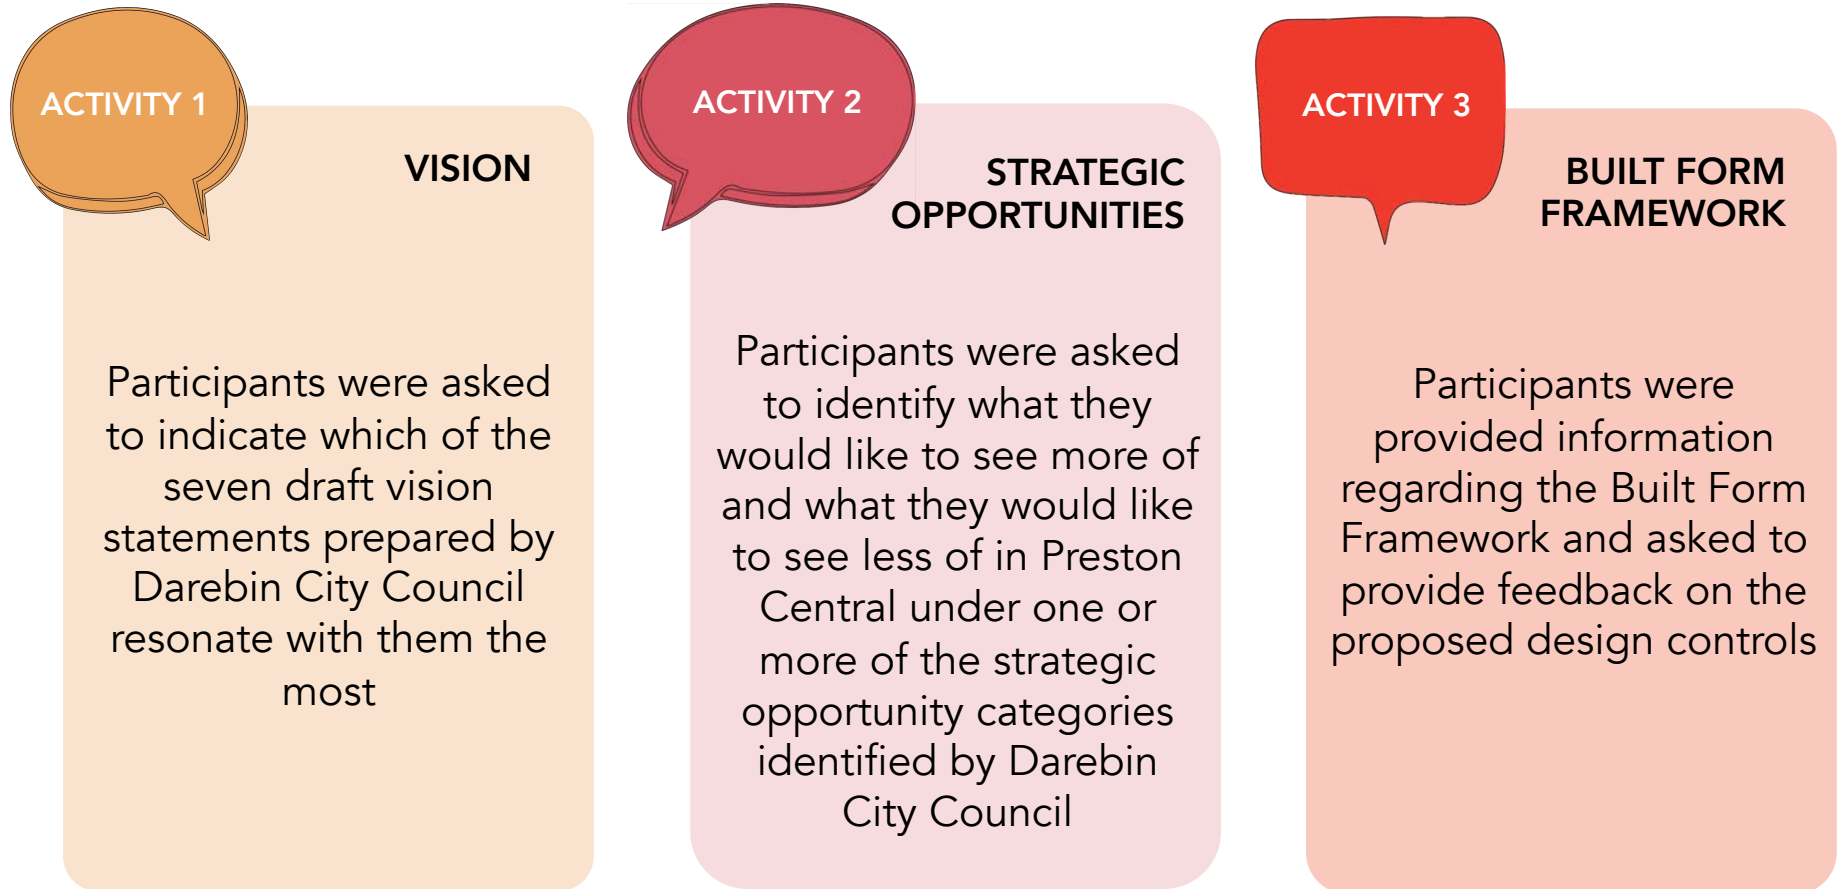 ACTIVITY 1
VISION
Participants were asked
to indicate which of the
seven draft vision
statements prepared by
Darebin City Council
resonate with them the
most
ACTIVITY 2
STRATEGIC
OPPORTUNITIES
Participants were asked
to identify what they
would like to see more of
and what they would like
to see less of in Preston
Central under one or
more of the strategic
opportunity categories
identified by Darebin
City Council
ACTIVITY 3
BUILT FORM
FRAMEWORK
Participants were
provided information
regarding the Built Form
Framework and asked to
provide feedback on the
proposed design controls